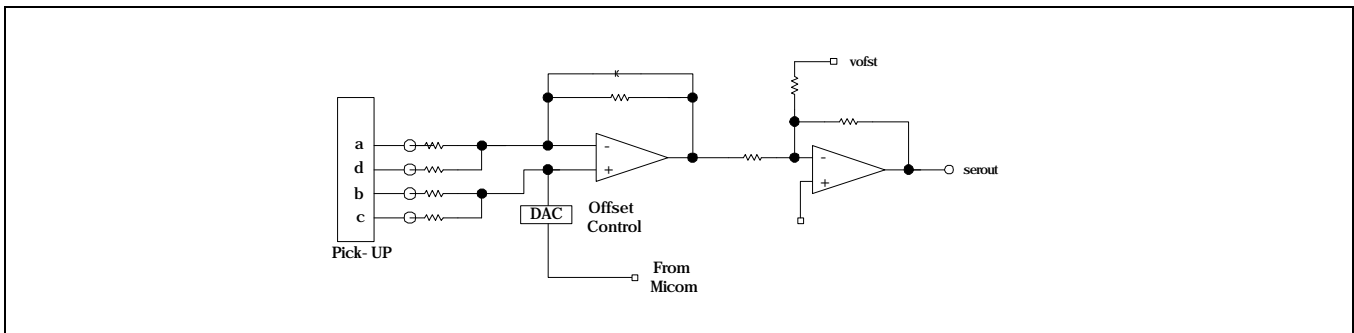 vofst
a
d
b
c
-
+
-
+
serout
DAC
Offset
Control
Pick- UP
From
Micom